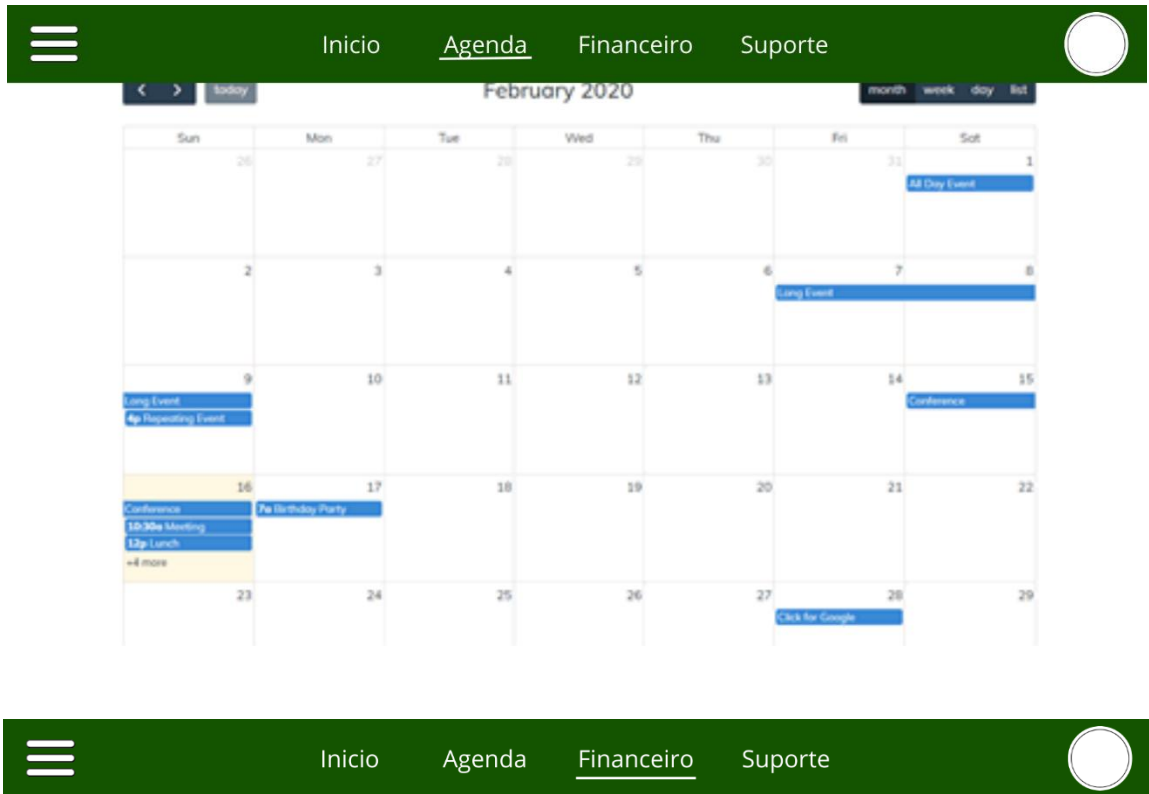 Inicio Agenda Financeiro Suporte
today February 2020 month week day list
Sun Mon Tue Wed Thu Fri Sat
26 27 28 29 30 31 1
All Day Event
2 3 4 5 6 7 8
Long Event
9 10 11 12 13 14 15
Long Event Conference
4p Repeating Event
16 17 18 19 20 21 22
Conference 7a Birthday Party
10:30a Meeting
12p Lunch
+4 more
23 24 25 26 27 28 29
Click for Google
Inicio Agenda Financeiro Suporte